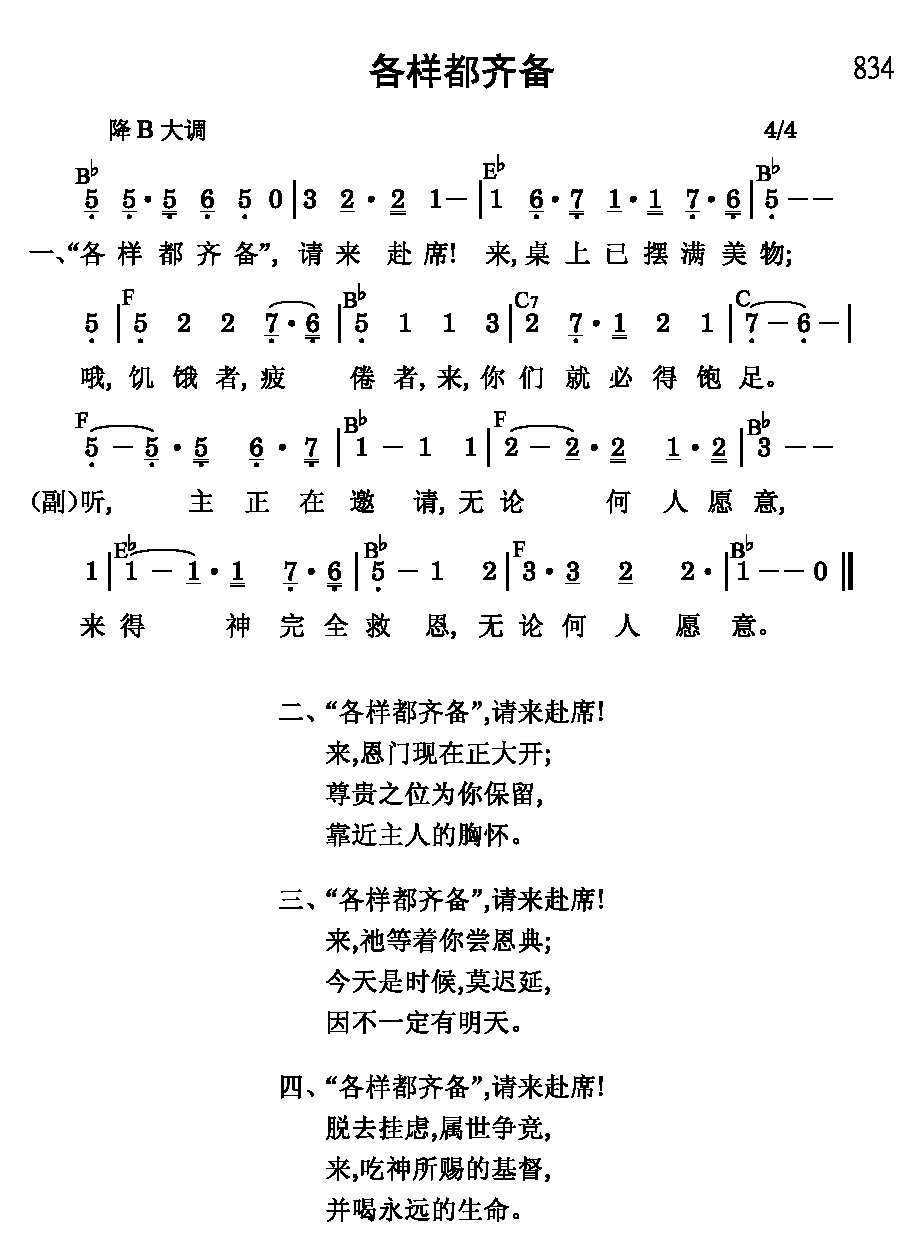 各样都齐备 834
降 B 大调 4/4
B♭ E♭ B♭
5 5·5 6 5 0 | 3 2·2 1– | 1 6·7 1·1 7·6 | 5––
一、“各样都齐备”, 请来赴席! 来,桌上已摆满美物;
F B♭ C7 C
5 | 5 2 2 7·6 | 5 1 1 3 | 2 7·1 2 1 | 7–6– |
哦, 饥饿者,疲 倦者,来,你们就必得饱足。
F B♭ F B♭
5–5·5 6·7 | 1–1 1 | 2–2·2 1·2 | 3––
(副)听, 主正在邀请,无论 何人愿意,
E♭ B♭ F B♭
1 | 1–1·1 7·6 | 5–1 2 | 3·3 2 2· | 1––0 ‖
来得 神完全救恩, 无论何人愿意。
二、“各样都齐备”,请来赴席!
来,恩门现在正大开;
尊贵之位为你保留,
靠近主人的胸怀。
三、“各样都齐备”,请来赴席!
来,祂等着你尝恩典;
今天是时候,莫迟延,
因不一定有明天。
四、“各样都齐备”,请来赴席!
脱去挂虑,属世争竞,
来,吃神所赐的基督,
并喝永远的生命。